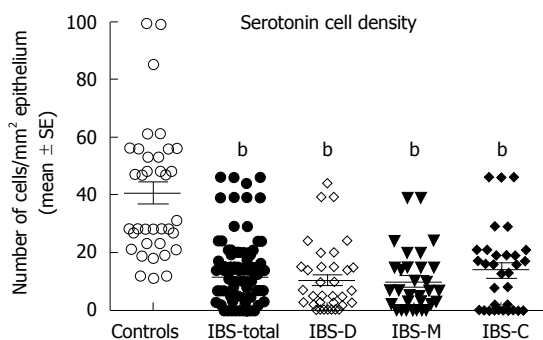 Serotonin cell density
Number of cells/mm² epithelium
(mean ± SE)
100
80
60
40
20
0
b
b
b
b
Controls
IBS-total
IBS-D
IBS-M
IBS-C